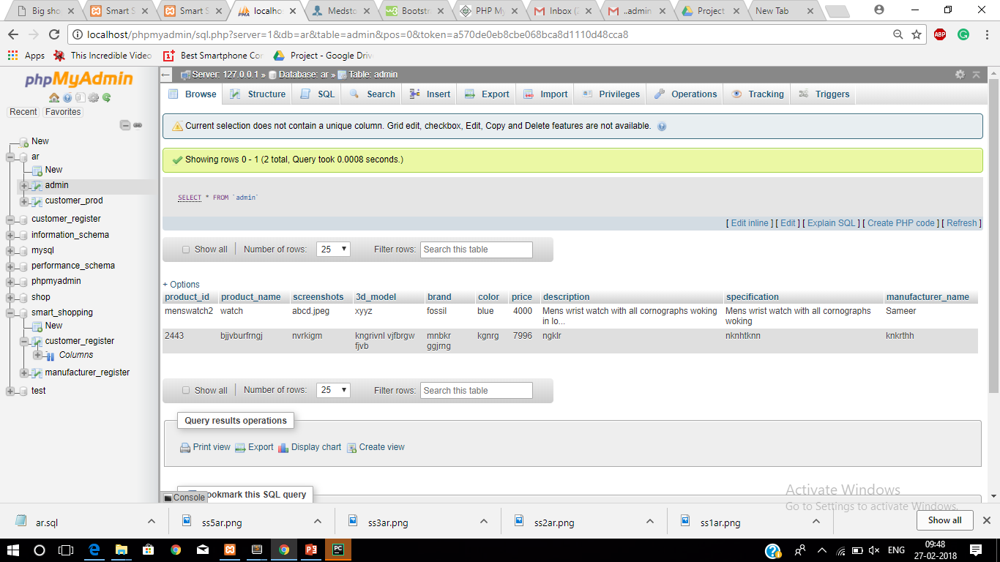 Big sho
Smart S
Smart S
localho
Medsto
Bootstr
PHP My
Inbox (2
..admin
Project
New Tab
localhost/phpmyadmin/sql.php?server=1&db=ar&table=admin&pos=0&token=a570de0eb8cbe068bca8d1110d48cca8
ABP
Apps
This Incredible Video
Best Smartphone Cor
Project - Google Driv
phpMyAdmin
Recent
Favorites
New
ar
New
admin
customer_prod
customer_register
information_schema
mysql
performance_schema
phpmyadmin
shop
smart_shopping
New
customer_register
Columns
manufacturer_register
test
Server: 127.0.0.1 » Database: ar » Table: admin
Browse Structure SQL Search Insert Export Import Privileges Operations Tracking Triggers
Current selection does not contain a unique column. Grid edit, checkbox, Edit, Copy and Delete features are not available.
Showing rows 0 - 1 (2 total, Query took 0.0008 seconds.)
SELECT * FROM `admin`
[ Edit inline ] [ Edit ] [ Explain SQL ] [ Create PHP code ] [ Refresh ]
Show all Number of rows: 25 Filter rows: Search this table
+ Options
product_id product_name screenshots 3d_model brand color price description specification manufacturer_name
menswatch2 watch abcd.jpeg xyyz fossil blue 4000 Mens wrist watch with all cornographs woking Mens wrist watch with all cornographs Sameer
in lo... woking
2443 bjjvburfrngj nvrkigm kngrivnl vjfbrgw mnbkr kgnrg 7996 ngklr nknhtknn knkrthh
fjvb ggjrng
Show all Number of rows: 25 Filter rows: Search this table
Query results operations
Print view Export Display chart Create view
Console
ookmark this SQL query
Activate Windows
Go to Settings to activate Windows.
ar.sql
ss5ar.png
ss3ar.png
ss2ar.png
ss1ar.png
Show all
ENG
09:48
27-02-2018